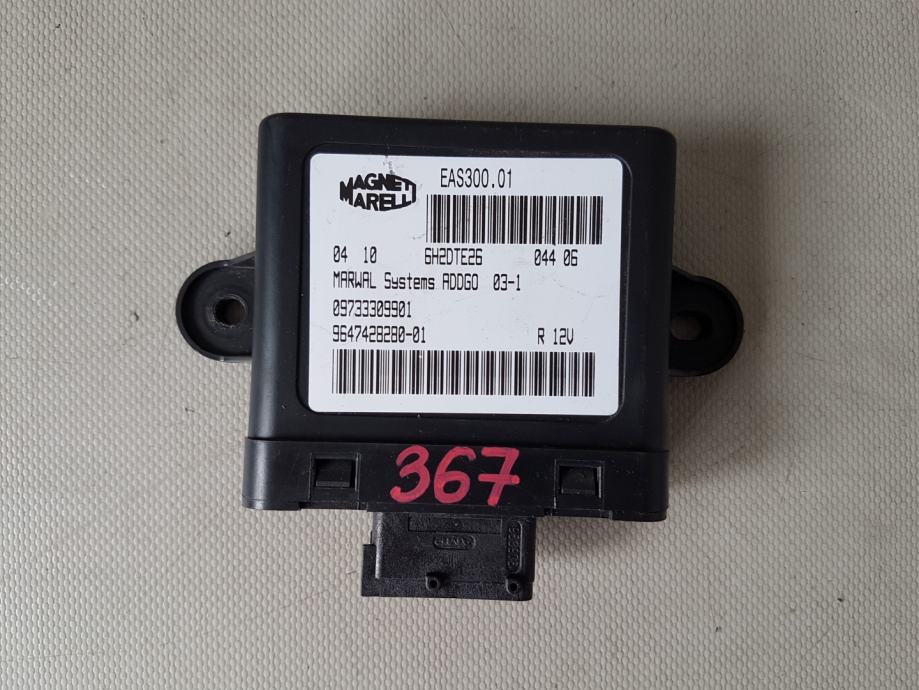 MAGNETI
MARELLI
EAS300.01
04 10 6H2DTE26 044 06
MARWAL Systems ADDGO 03-1
09733309901
9647428280-01 R 12V
367
AMP